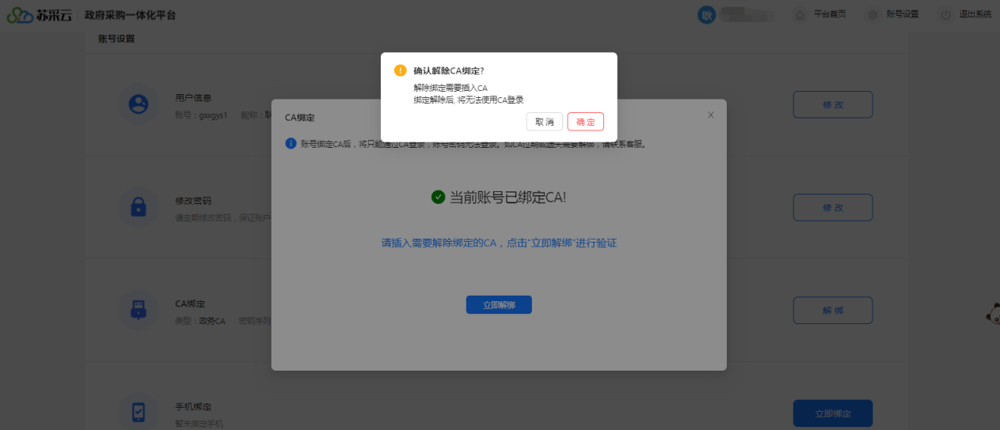 苏采云 政府采购一体化平台
耿
平台首页
账号设置
退出系统
账号设置
确认解除CA绑定?
解除绑定需要插入CA
绑定解除后, 将无法使用CA登录
取消
确定
用户信息
账号：gxxgys1 昵称：
修改
CA绑定
账号绑定CA后，将只能通过CA登录，账号密码无法登录。如CA过期或遗失需要解绑，请联系客服。
当前账号已绑定CA!
请插入需要解除绑定的CA，点击“立即解绑”进行验证
立即解绑
修改密码
请定期修改密码，保证账户
修改
CA绑定
类型：政务CA 密钥序列
解绑
手机绑定
暂未绑定手机
立即绑定